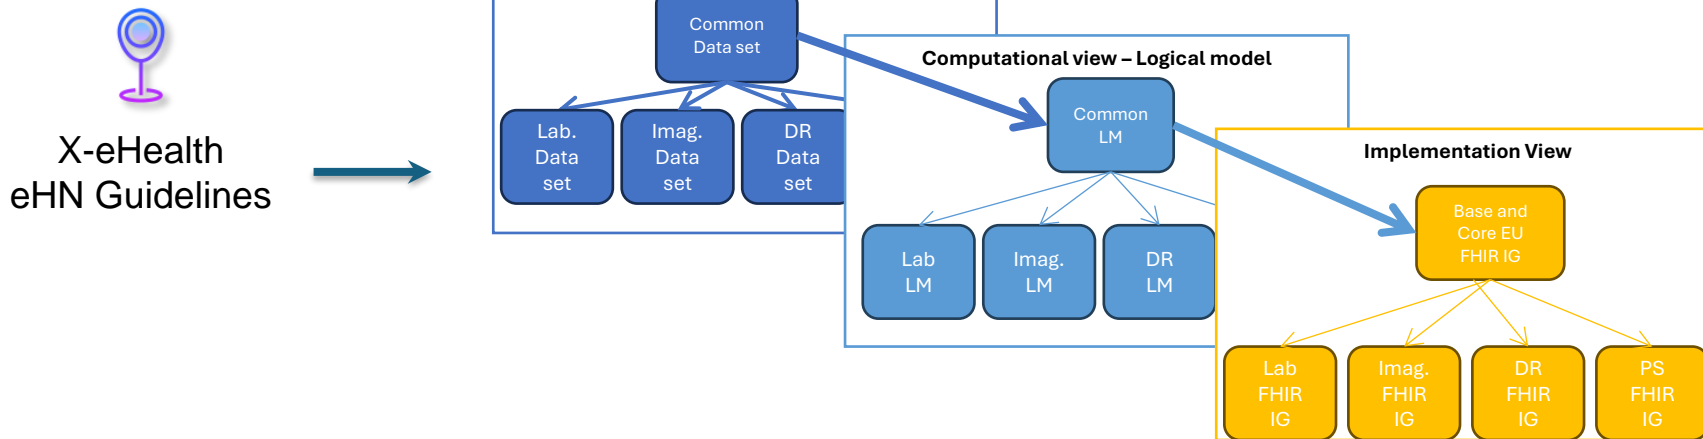 X-eHealth
eHN Guidelines
Common
Data set
Lab.
Data
set
Imag.
Data
set
DR
Data
set
Computational view – Logical model
Common
LM
Lab
LM
Imag.
LM
DR
LM
Implementation View
Base and
Core EU
FHIR IG
Lab
FHIR
IG
Imag.
FHIR
IG
DR
FHIR
IG
PS
FHIR
IG